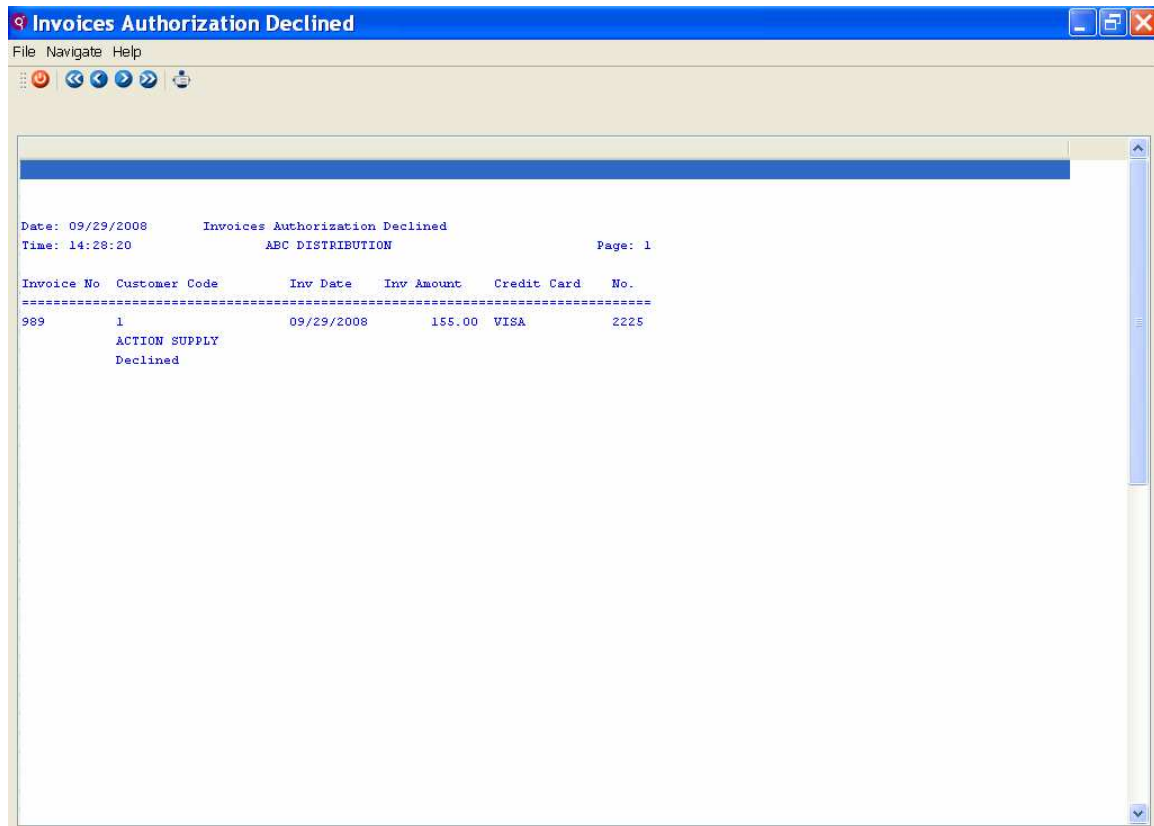 Invoices Authorization Declined
File Navigate Help
Date: 09/29/2008 Invoices Authorization Declined
Time: 14:28:20 ABC DISTRIBUTION Page: 1
Invoice No Customer Code Inv Date Inv Amount Credit Card No.
================================================================================
989 1 09/29/2008 155.00 VISA 2225
ACTION SUPPLY
Declined